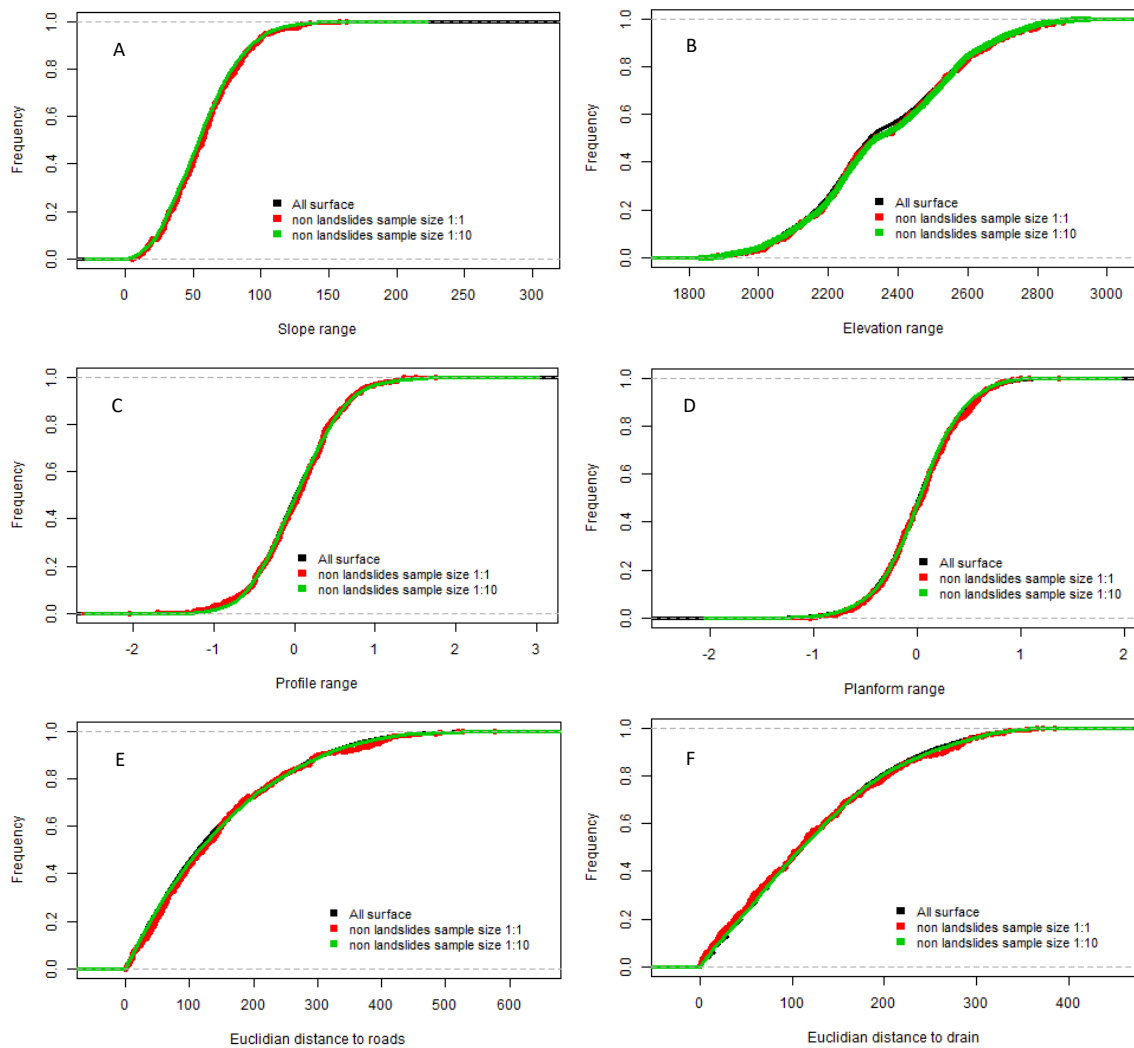 A
Frequency
0.0 0.2 0.4 0.6 0.8 1.0
All surface
non landslides sample size 1:1
non landslides sample size 1:10
0 50 100 150 200 250 300
Slope range
B
Frequency
0.0 0.2 0.4 0.6 0.8 1.0
All surface
non landslides sample size 1:1
non landslides sample size 1:10
1800 2000 2200 2400 2600 2800 3000
Elevation range
C
Frequency
0.0 0.2 0.4 0.6 0.8 1.0
All surface
non landslides sample size 1:1
non landslides sample size 1:10
-2 -1 0 1 2 3
Profile range
D
Frequency
0.0 0.2 0.4 0.6 0.8 1.0
All surface
non landslides sample size 1:1
non landslides sample size 1:10
-2 -1 0 1 2
Planform range
E
Frequency
0.0 0.2 0.4 0.6 0.8 1.0
All surface
non landslides sample size 1:1
non landslides sample size 1:10
0 100 200 300 400 500 600
Euclidian distance to roads
F
Frequency
0.0 0.2 0.4 0.6 0.8 1.0
All surface
non landslides sample size 1:1
non landslides sample size 1:10
0 100 200 300 400
Euclidian distance to drain